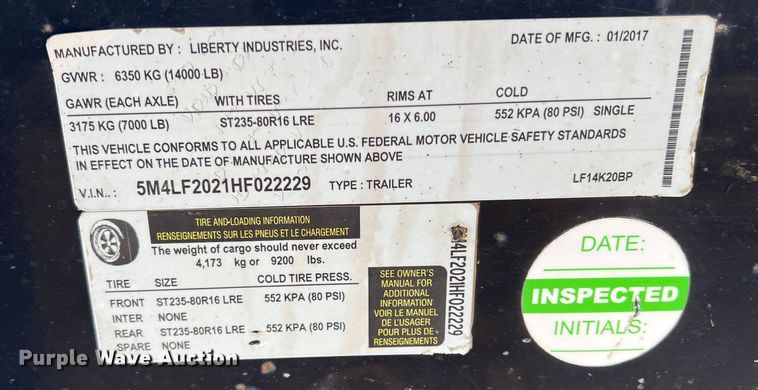 MANUFACTURED BY : LIBERTY INDUSTRIES, INC.
DATE OF MFG. : 01/2017
GVWR : 6350 KG (14000 LB)
GAWR (EACH AXLE) WITH TIRES RIMS AT COLD
3175 KG (7000 LB) ST235-80R16 LRE 16 X 6.00 552 KPA (80 PSI) SINGLE
THIS VEHICLE CONFORMS TO ALL APPLICABLE U.S. FEDERAL MOTOR VEHICLE SAFETY STANDARDS
IN EFFECT ON THE DATE OF MANUFACTURE SHOWN ABOVE
V.I.N. : 5M4LF2021HF022229 TYPE : TRAILER LF14K20BP
TIRE AND-LOADING INFORMATION
RENSEIGNEMENTS SUR LES PNEUS ET LE CHARGEMENT
The weight of cargo should never exceed
4,173 kg or 9200 lbs.
TIRE SIZE COLD TIRE PRESS.
FRONT ST235-80R16 LRE 552 KPA (80 PSI)
INTER NONE
REAR ST235-80R16 LRE 552 KPA (80 PSI)
SPARE NONE
SEE OWNER'S
MANUAL FOR
ADDITIONAL
INFORMATION
VOIR LE MANUEL
DE L'USAGER
POUR PLUS DE
RENSEIGNEMENTS
5M4LF2021HF022229
DATE:
INSPECTED
INITIALS:
Purple Wave Auction